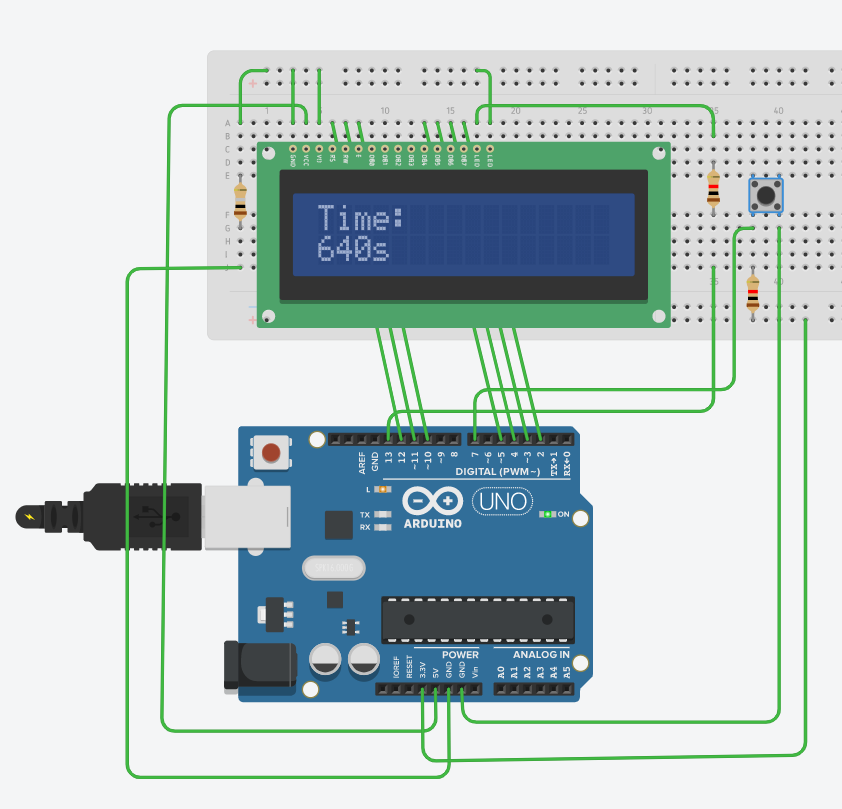 1 5 10 15 20 25 30 35 40
A
B
C
D
E
F
G
H
I
J
GND VCC V0 RS RW E DB0 DB1 DB2 DB3 DB4 DB5 DB6 DB7 LED LED
Time:
640s
AREF GND 13 12 ~11 ~10 ~9 8 7 ~6 ~5 4 ~3 2 TX→1 RX←0
DIGITAL (PWM~)
L
TX
RX
ARDUINO
UNO
ON
POWER
ANALOG IN
IOREF RESET 3.3V 5V GND GND Vin A0 A1 A2 A3 A4 A5
35 40